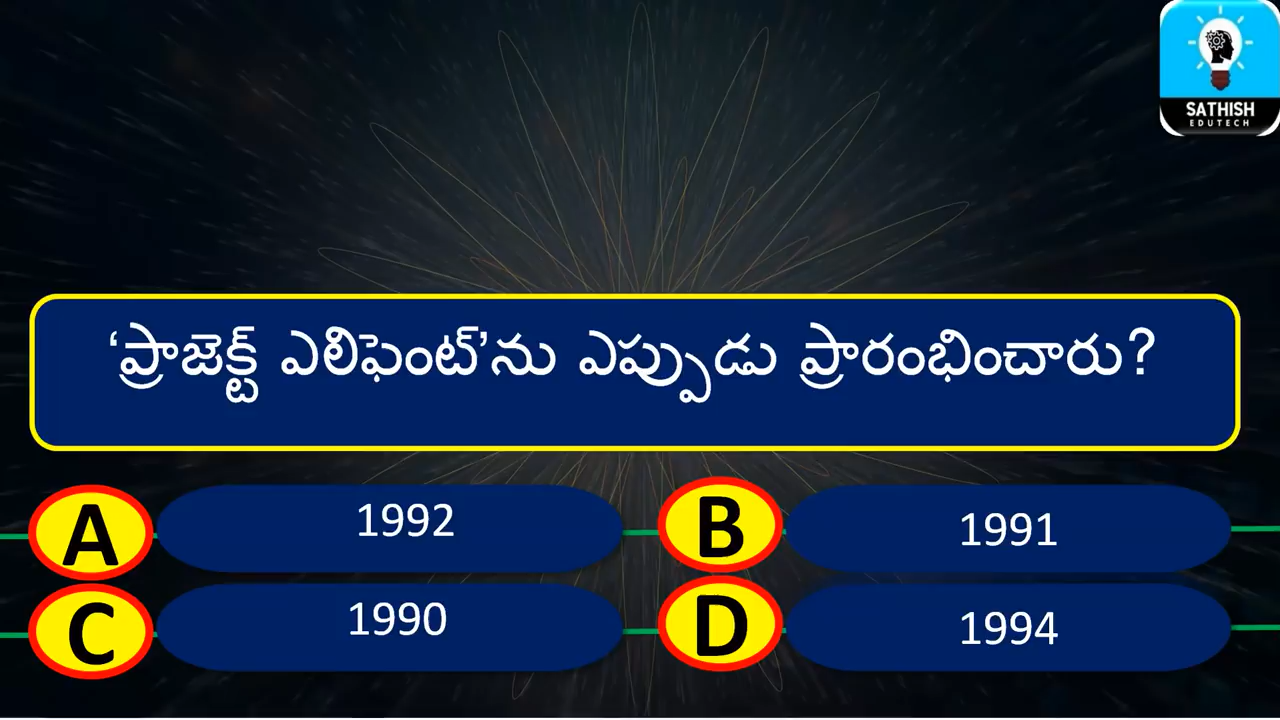 SATHISH
EDUTECH
‘ప్రాజెక్ట్ ఎలిఫెంట్’ను ఎప్పుడు ప్రారంభించారు?
A 1992
B 1991
C 1990
D 1994